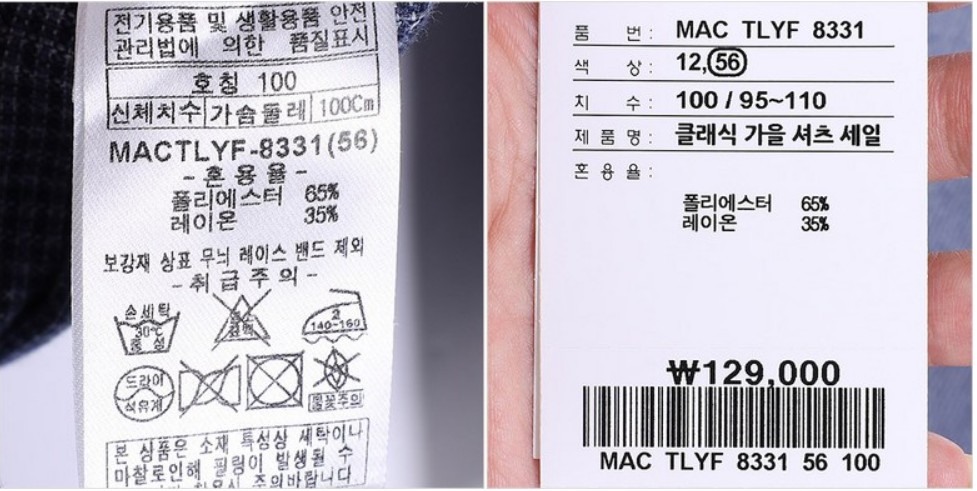 전기용품 및 생활용품 안전
관리법에 의한 품질표시
호칭 100
신체치수 가슴둘레 100Cm
MACTLYF-8331(56)
- 혼용율 -
폴리에스터 65%
레이온 35%
보강재 상표 무늬 레이스 밴드 제외
- 취급주의 -
손세탁
30℃
중성
염소
표백
2
140~160
드라이
석유계
불꽃주의
본 상품은 소재 특성상 세탁이나
마찰로인해 필링이 발생될 수
주의바랍니다
품 번 : MAC TLYF 8331
색 상 : 12,56
치 수 : 100 / 95~110
제 품 명 : 클래식 가을 셔츠 세일
혼 용 율 :
폴리에스터 65%
레이온 35%
₩129,000
MAC TLYF 8331 56 100